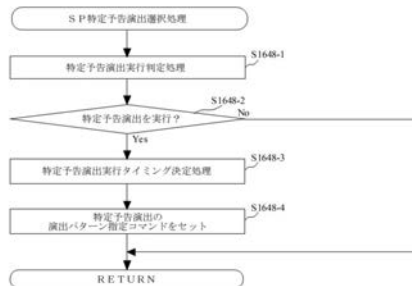 ＳＰ特定予告演出選択処理
S1648-1
特定予告演出実行判定処理
S1648-2
特定予告演出を実行？
No
Yes
S1648-3
特定予告演出実行タイミング決定処理
S1648-4
特定予告演出の
演出パターン指定コマンドをセット
ＲＥＴＵＲＮ